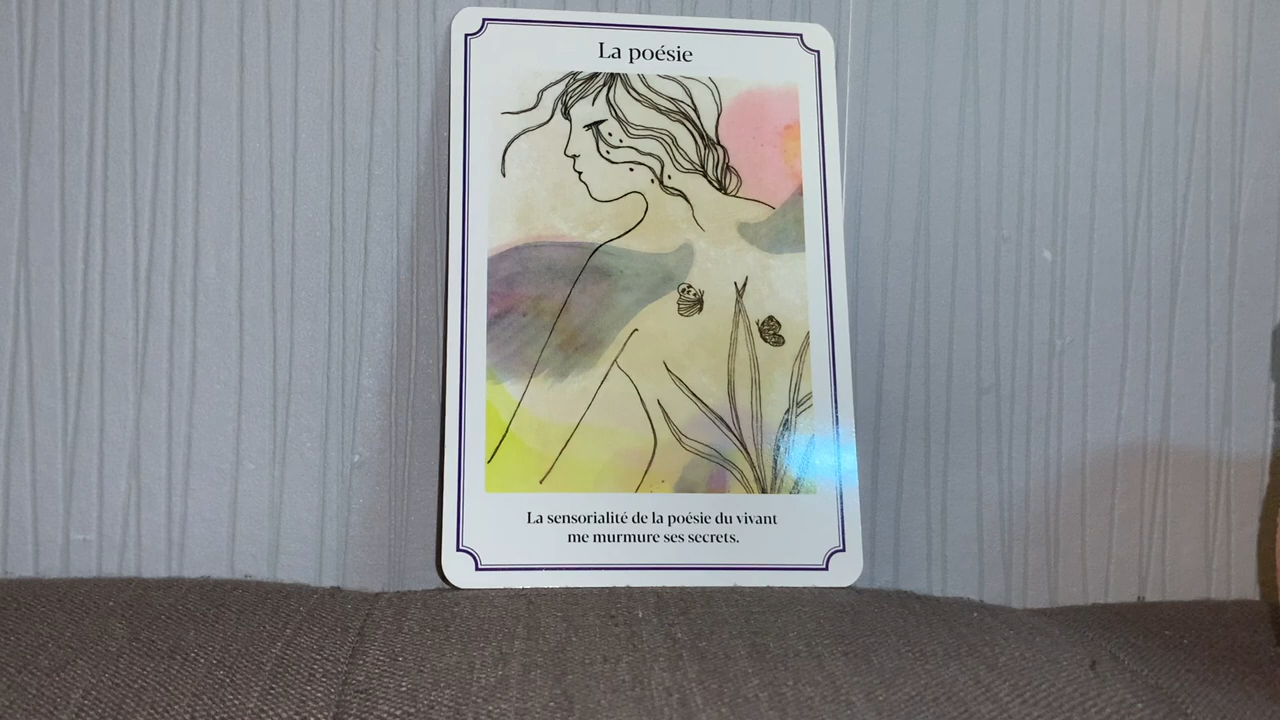 La poésie
La sensorialité de la poésie du vivant
me murmure ses secrets.